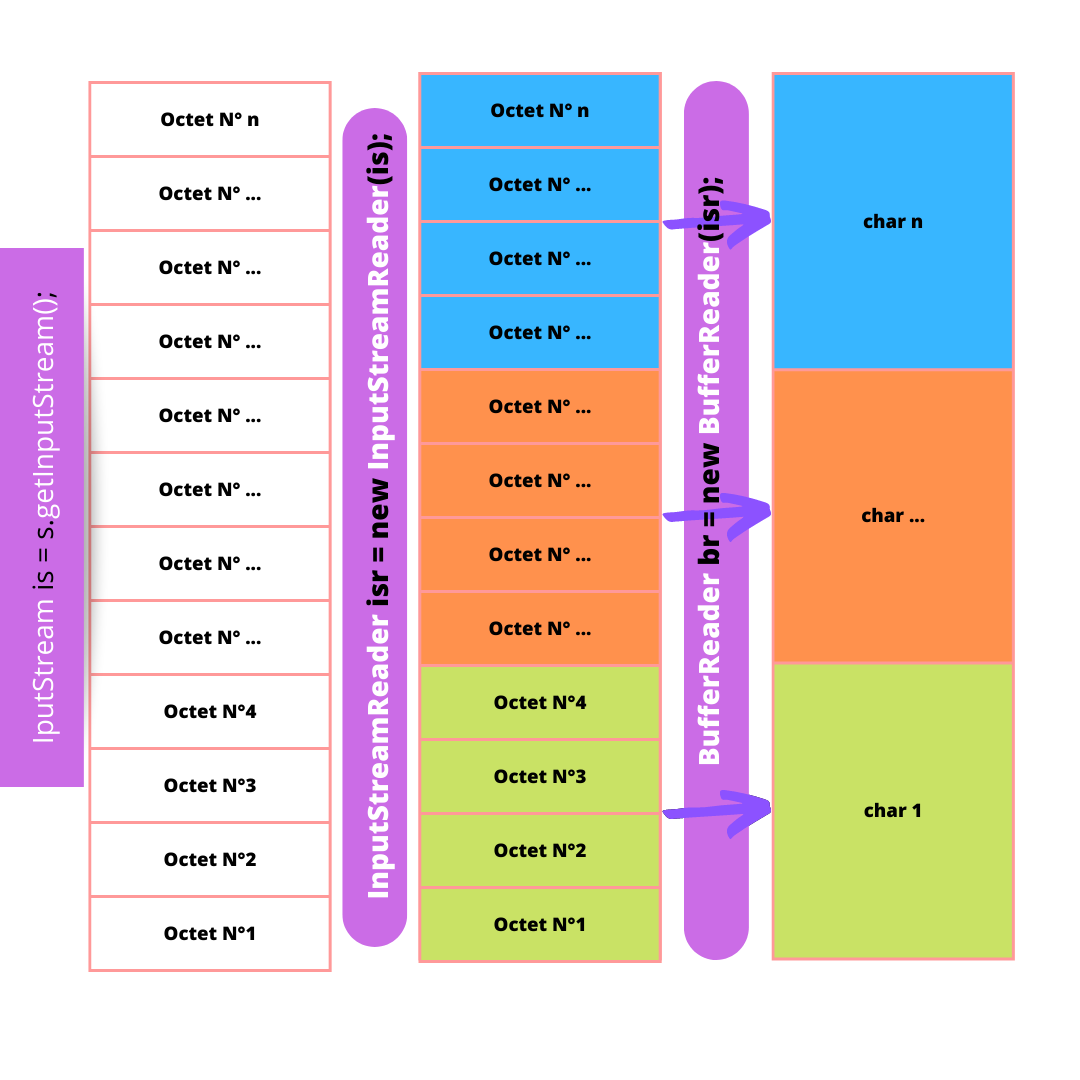 IputStream is = s.getInputStream();
Octet N° n
Octet N° ...
Octet N° ...
Octet N° ...
Octet N° ...
Octet N° ...
Octet N° ...
Octet N° ...
Octet N°4
Octet N°3
Octet N°2
Octet N°1
InputStreamReader isr = new InputStreamReader(is);
Octet N° n
Octet N° ...
Octet N° ...
Octet N° ...
Octet N° ...
Octet N° ...
Octet N° ...
Octet N° ...
Octet N°4
Octet N°3
Octet N°2
Octet N°1
BufferReader br = new BufferReader(isr);
char n
char ...
char 1